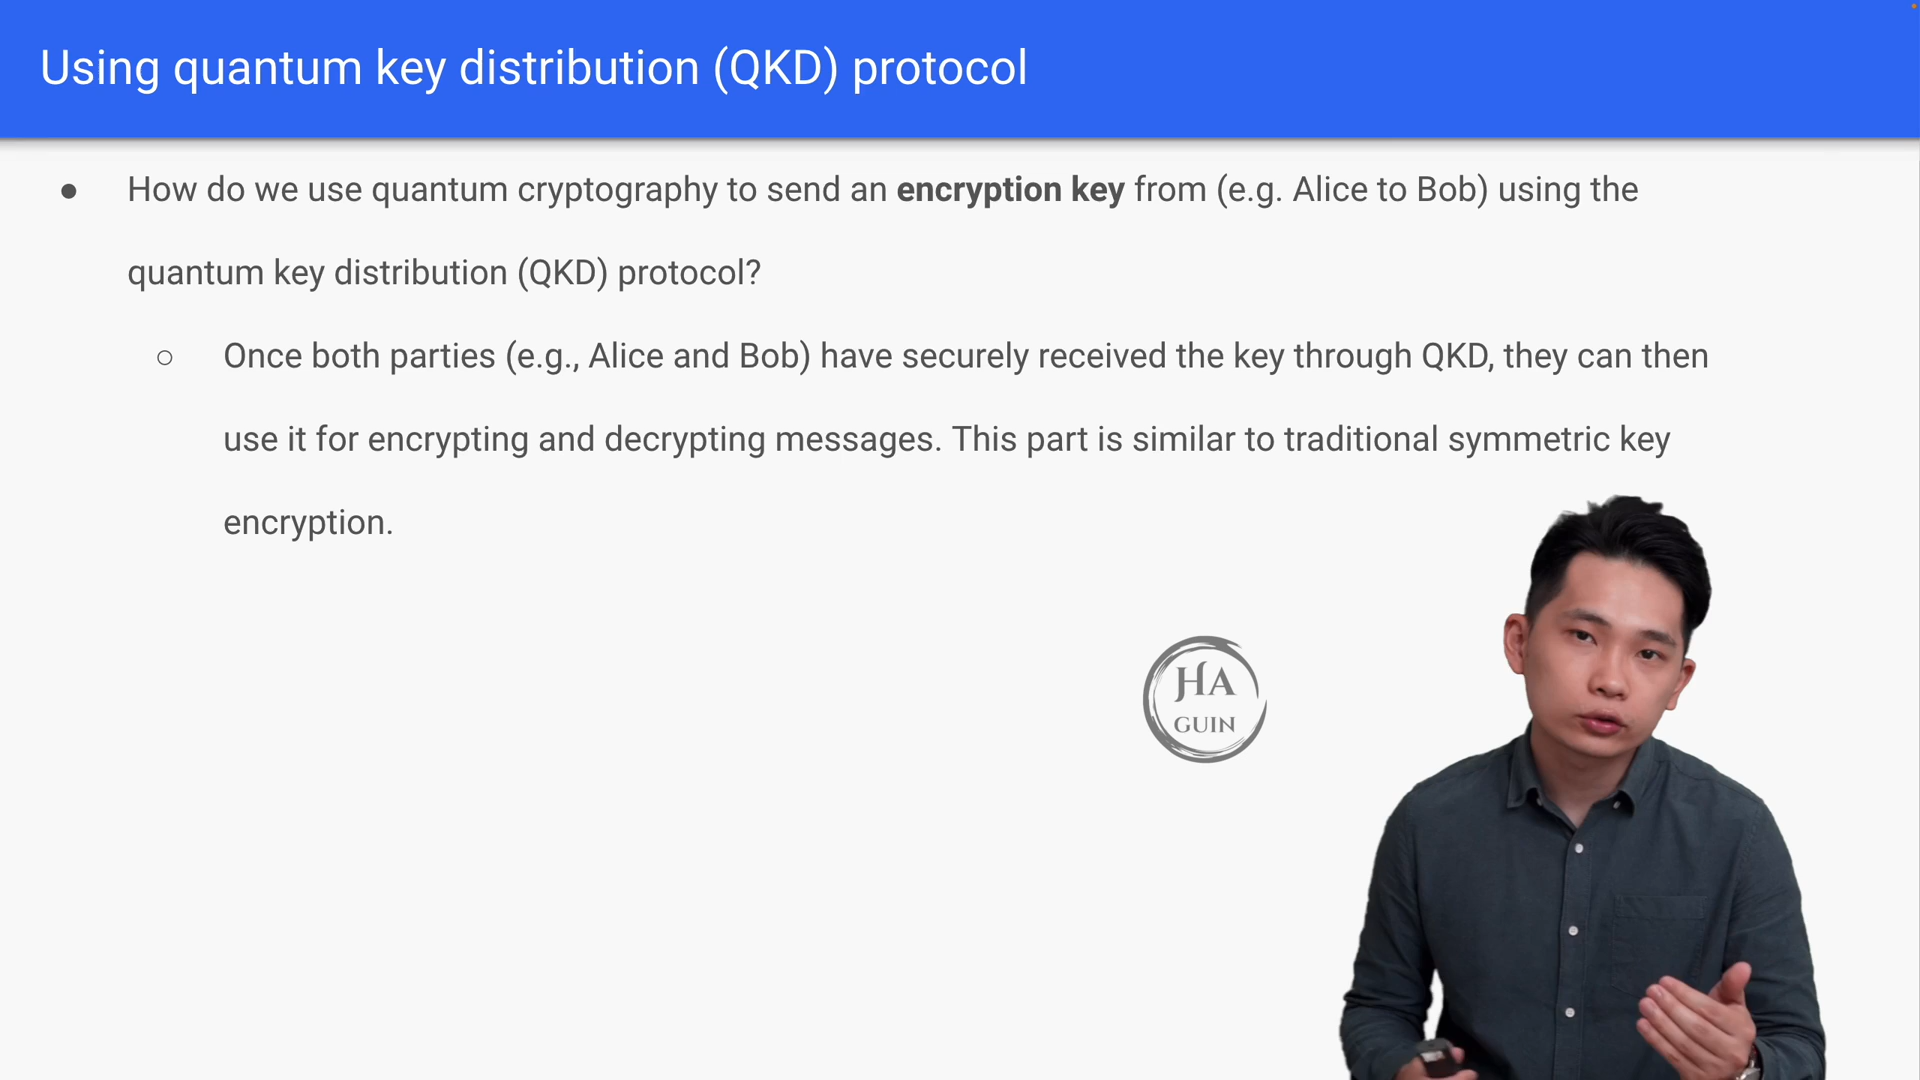 Using quantum key distribution (QKD) protocol
● How do we use quantum cryptography to send an encryption key from (e.g. Alice to Bob) using the
quantum key distribution (QKD) protocol?
○ Once both parties (e.g., Alice and Bob) have securely received the key through QKD, they can then
use it for encrypting and decrypting messages. This part is similar to traditional symmetric key
encryption.
HA
GUIN